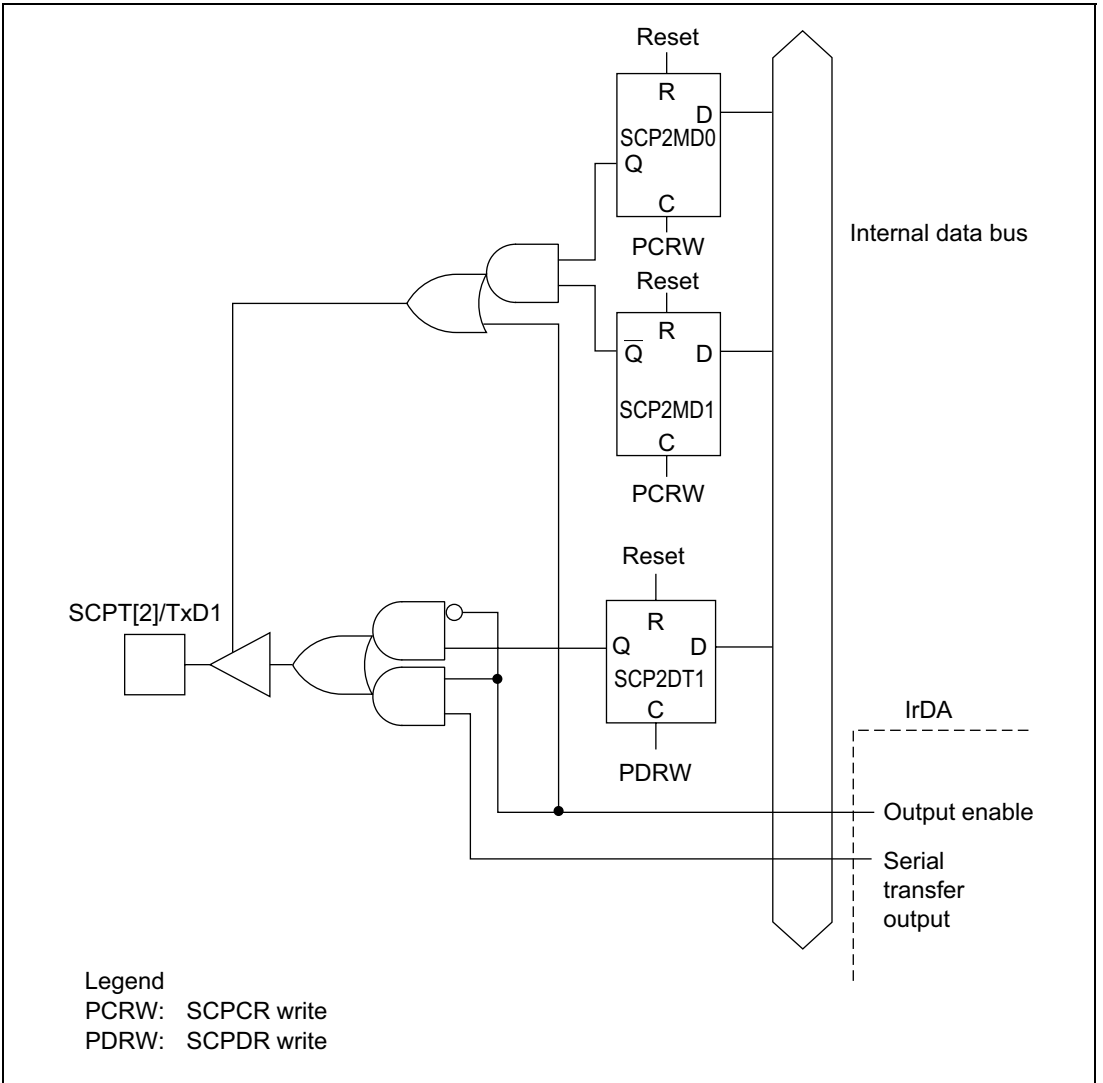 Reset
R
D
SCP2MD0
Q
C
PCRW
Internal data bus
Reset
R
Q̅
D
SCP2MD1
C
PCRW
Reset
SCPT[2]/TxD1
R
Q
D
SCP2DT1
C
IrDA
PDRW
Output enable
Serial
transfer
output
Legend
PCRW: SCPCR write
PDRW: SCPDR write